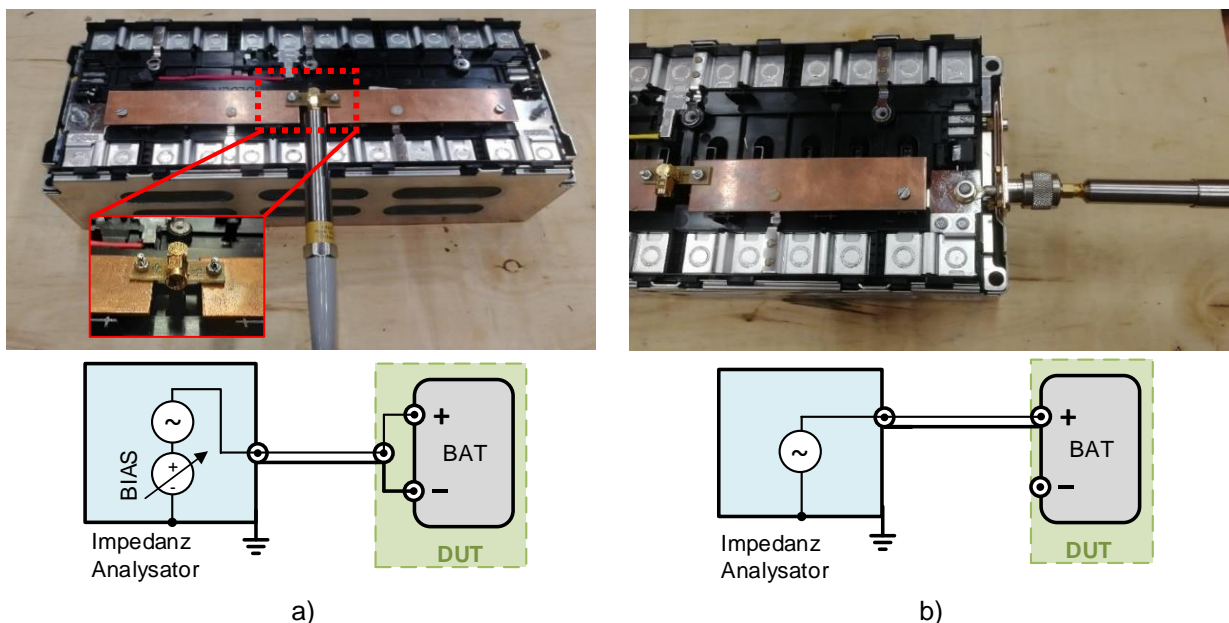 ~
+
-
BIAS
Impedanz
Analysator
+
BAT
−
DUT
a)
~
Impedanz
Analysator
+
BAT
−
DUT
b)